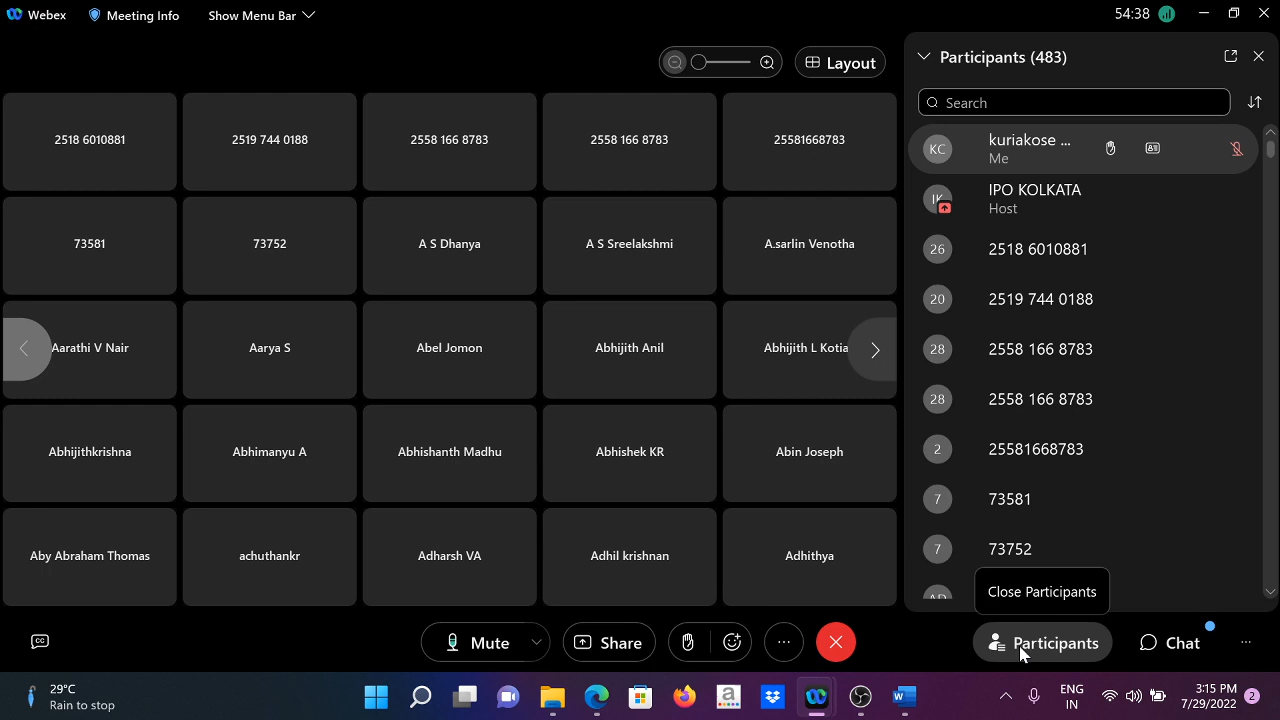 Webex Meeting Info Show Menu Bar 54:38
Layout
2518 6010881 2519 744 0188 2558 166 8783 2558 166 8783 25581668783
73581 73752 A S Dhanya A S Sreelakshmi A.sarlin Venotha
Aarathi V Nair Aarya S Abel Jomon Abhijith Anil Abhijith L Kotia
Abhijithkrishna Abhimanyu A Abhishanth Madhu Abhishek KR Abin Joseph
Aby Abraham Thomas achuthankr Adharsh VA Adhil krishnan Adhithya
Participants (483)
Search
KC kuriakose ...
Me
IK IPO KOLKATA
Host
26 2518 6010881
20 2519 744 0188
28 2558 166 8783
28 2558 166 8783
2 25581668783
7 73581
7 73752
AD
Close Participants
CC Mute Share Participants Chat
29°C
Rain to stop
a
W
ENG
IN
3:15 PM
7/29/2022
2